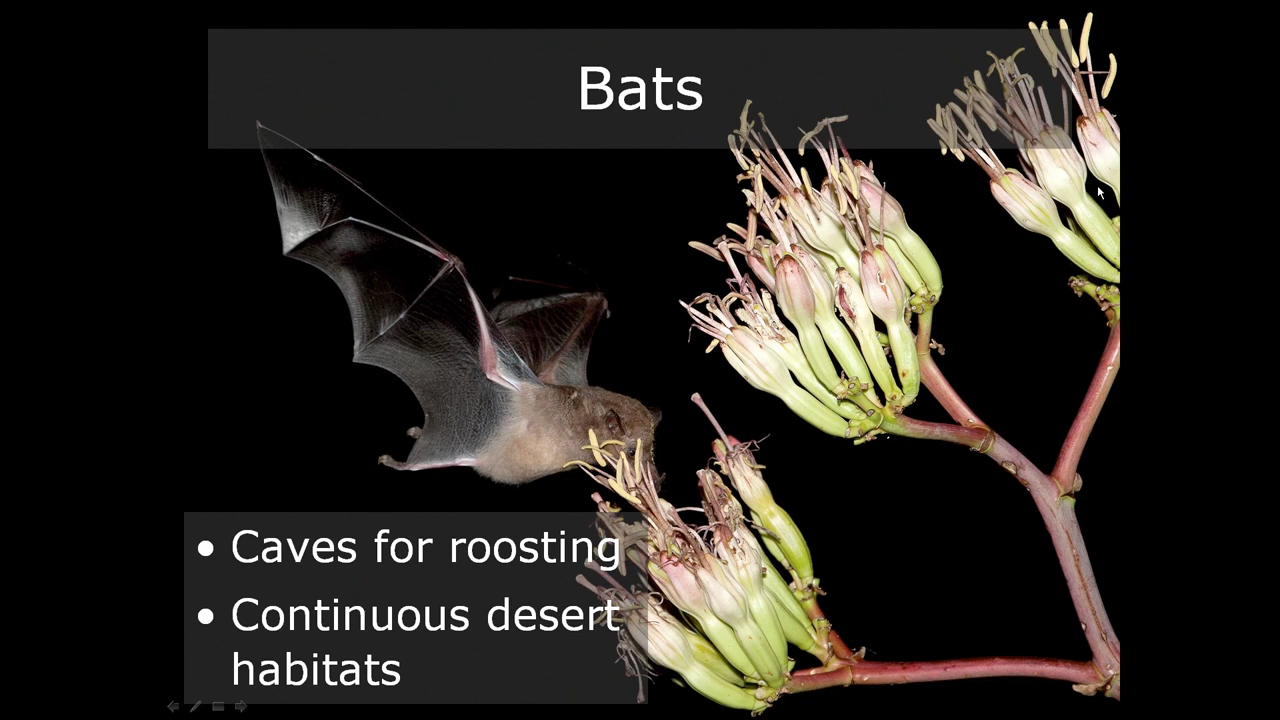 Bats
• Caves for roosting
• Continuous desert
habitats